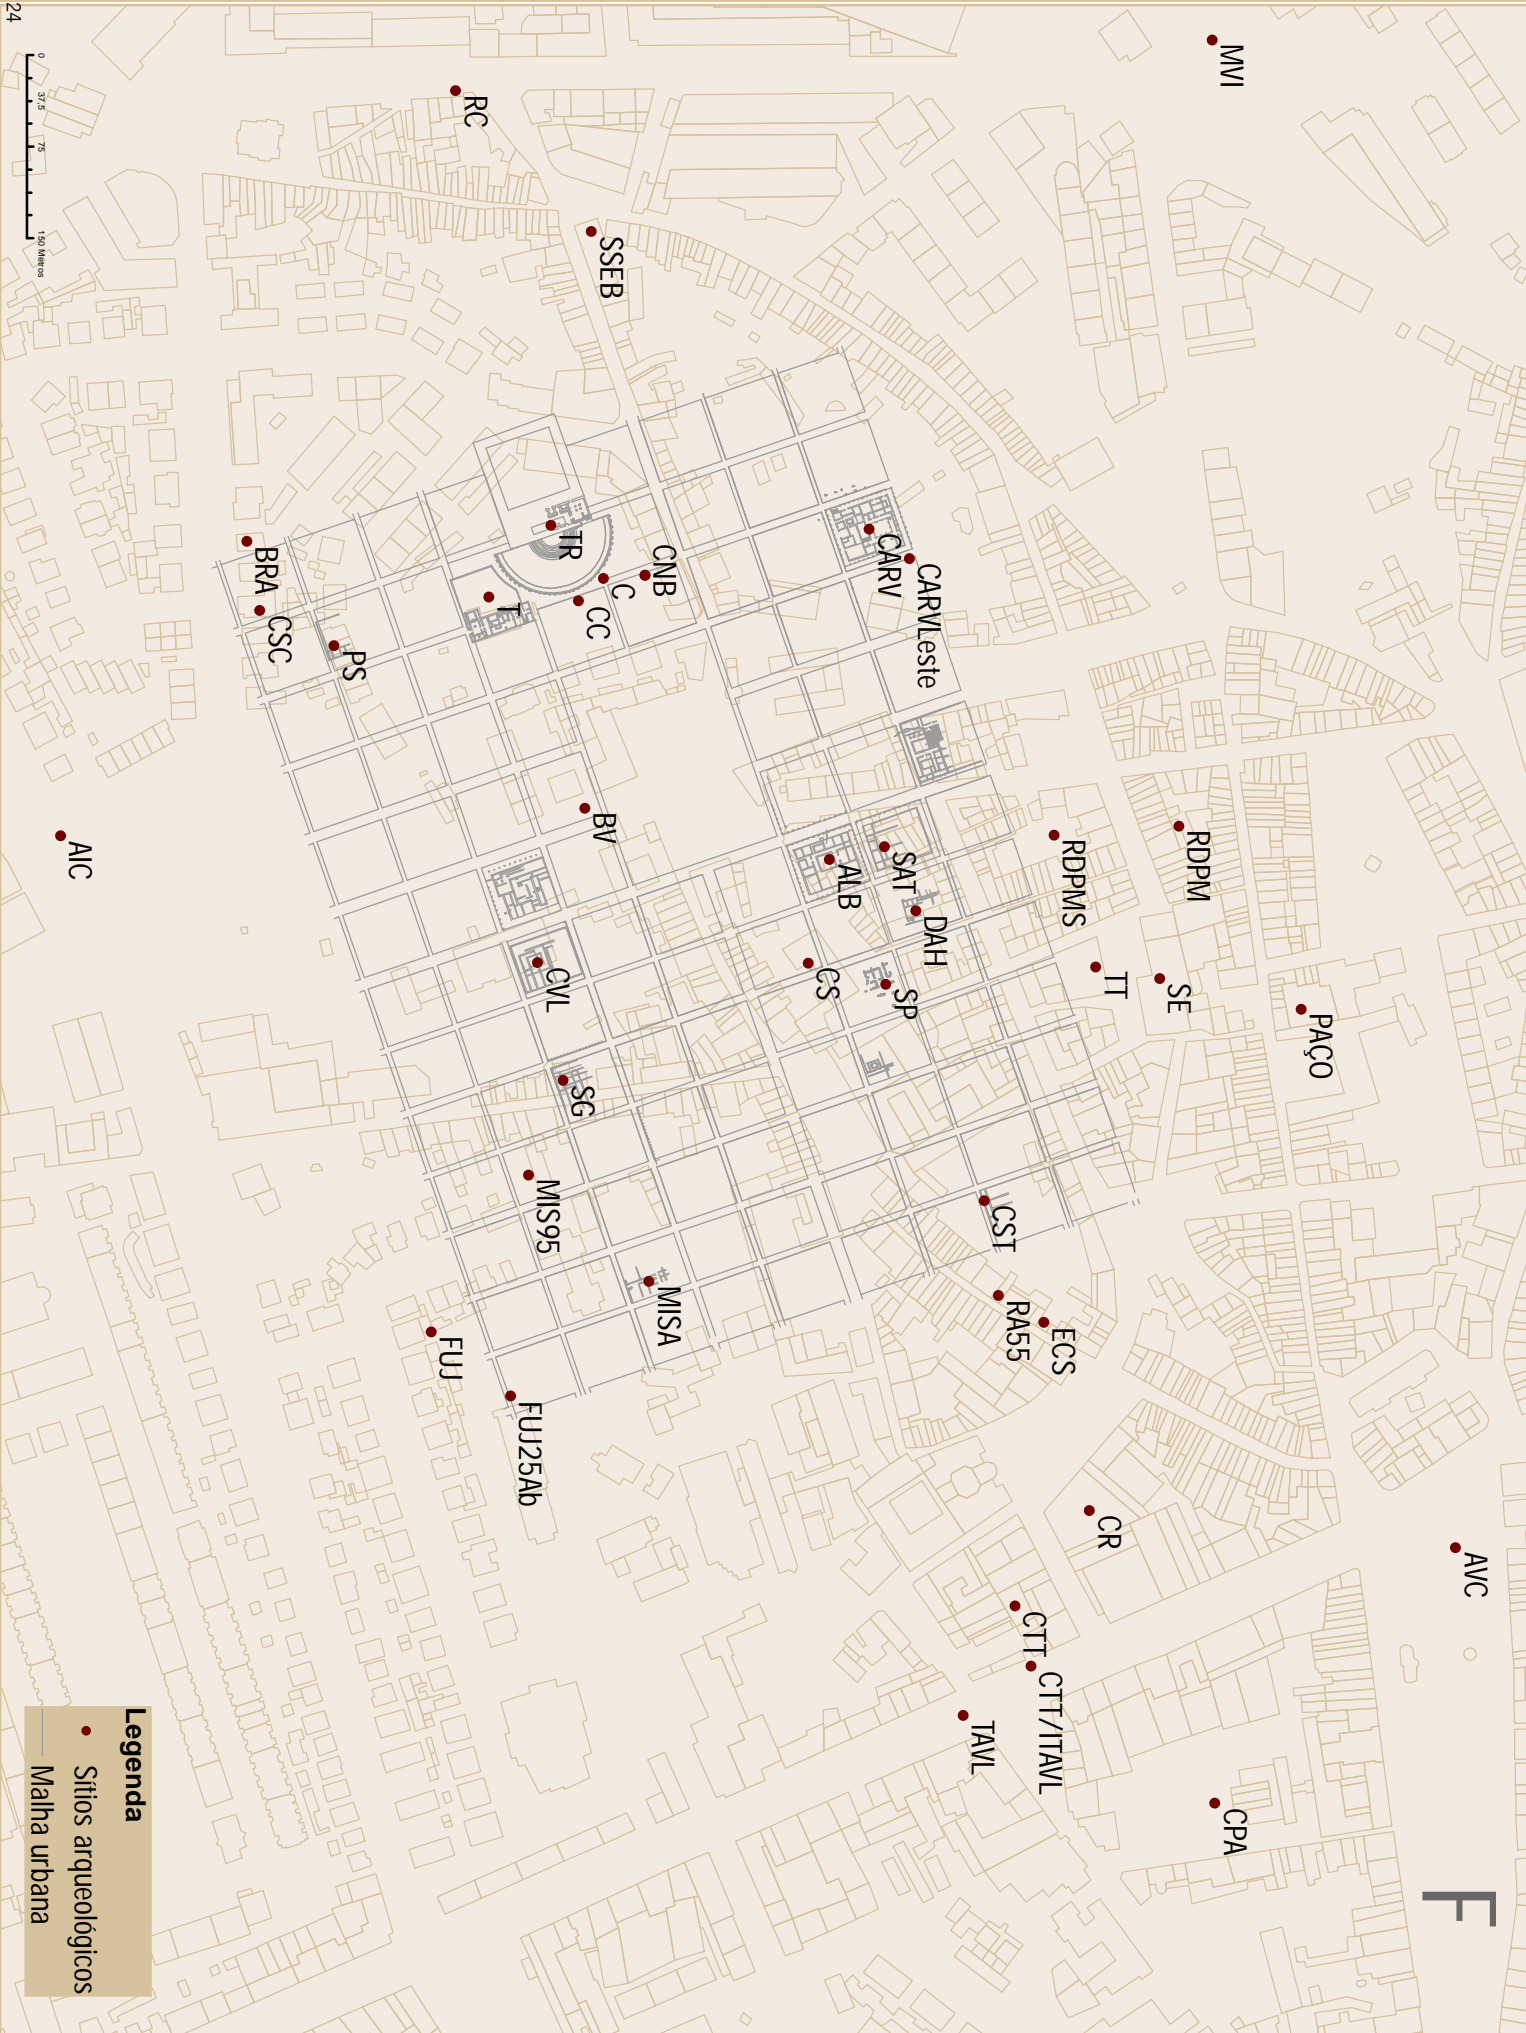 24
0 37,5 75 150 Metros
MVI
RC
SSEB
CARV
CARVLeste
CNB
TR
C
CC
T
BRA
CSC
PS
AIC
BV
RDPM
RDPMS
SAT
ALB
DAH
TT
SE
PAÇO
CS
SP
CVL
SG
MIS95
CST
MISA
RA55
ECS
FUJ
FUJ25Ab
CR
AVC
CTT
CTT/ITAVL
TAVL
CPA
F
Legenda
Sítios arqueológicos
Malha urbana